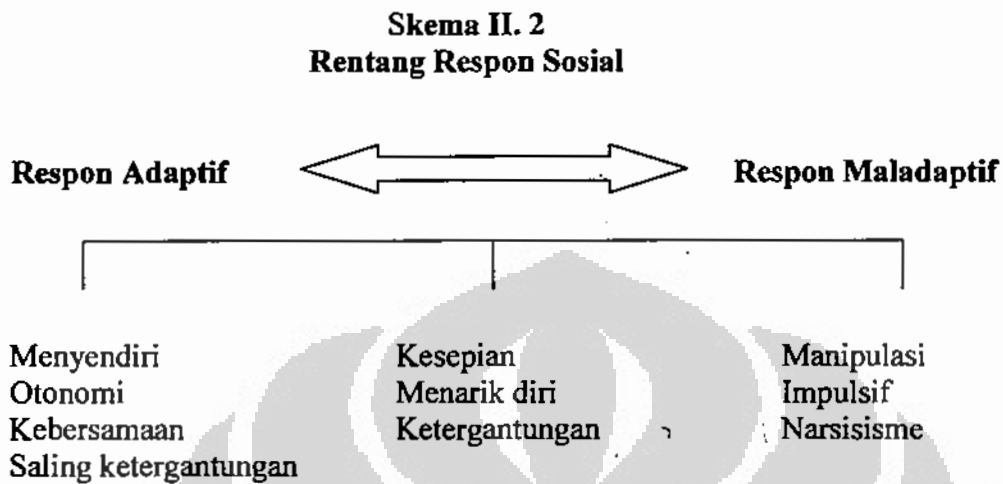 Skema II. 2
Rentang Respon Sosial
Respon Adaptif
Respon Maladaptif
Menyendiri
Otonomi
Kebersamaan
Saling ketergantungan
Kesepian
Menarik diri
Ketergantungan
Manipulasi
Impulsif
Narsisisme